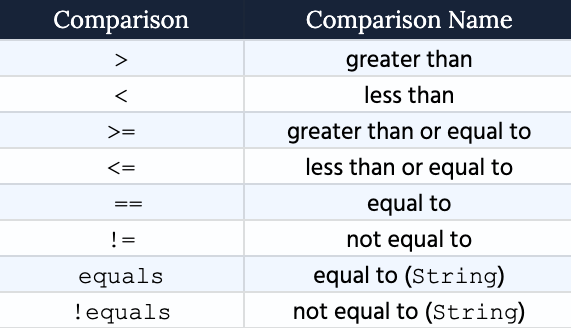 Comparison Comparison Name
> greater than
< less than
>= greater than or equal to
<= less than or equal to
== equal to
!= not equal to
equals equal to (String)
!equals not equal to (String)